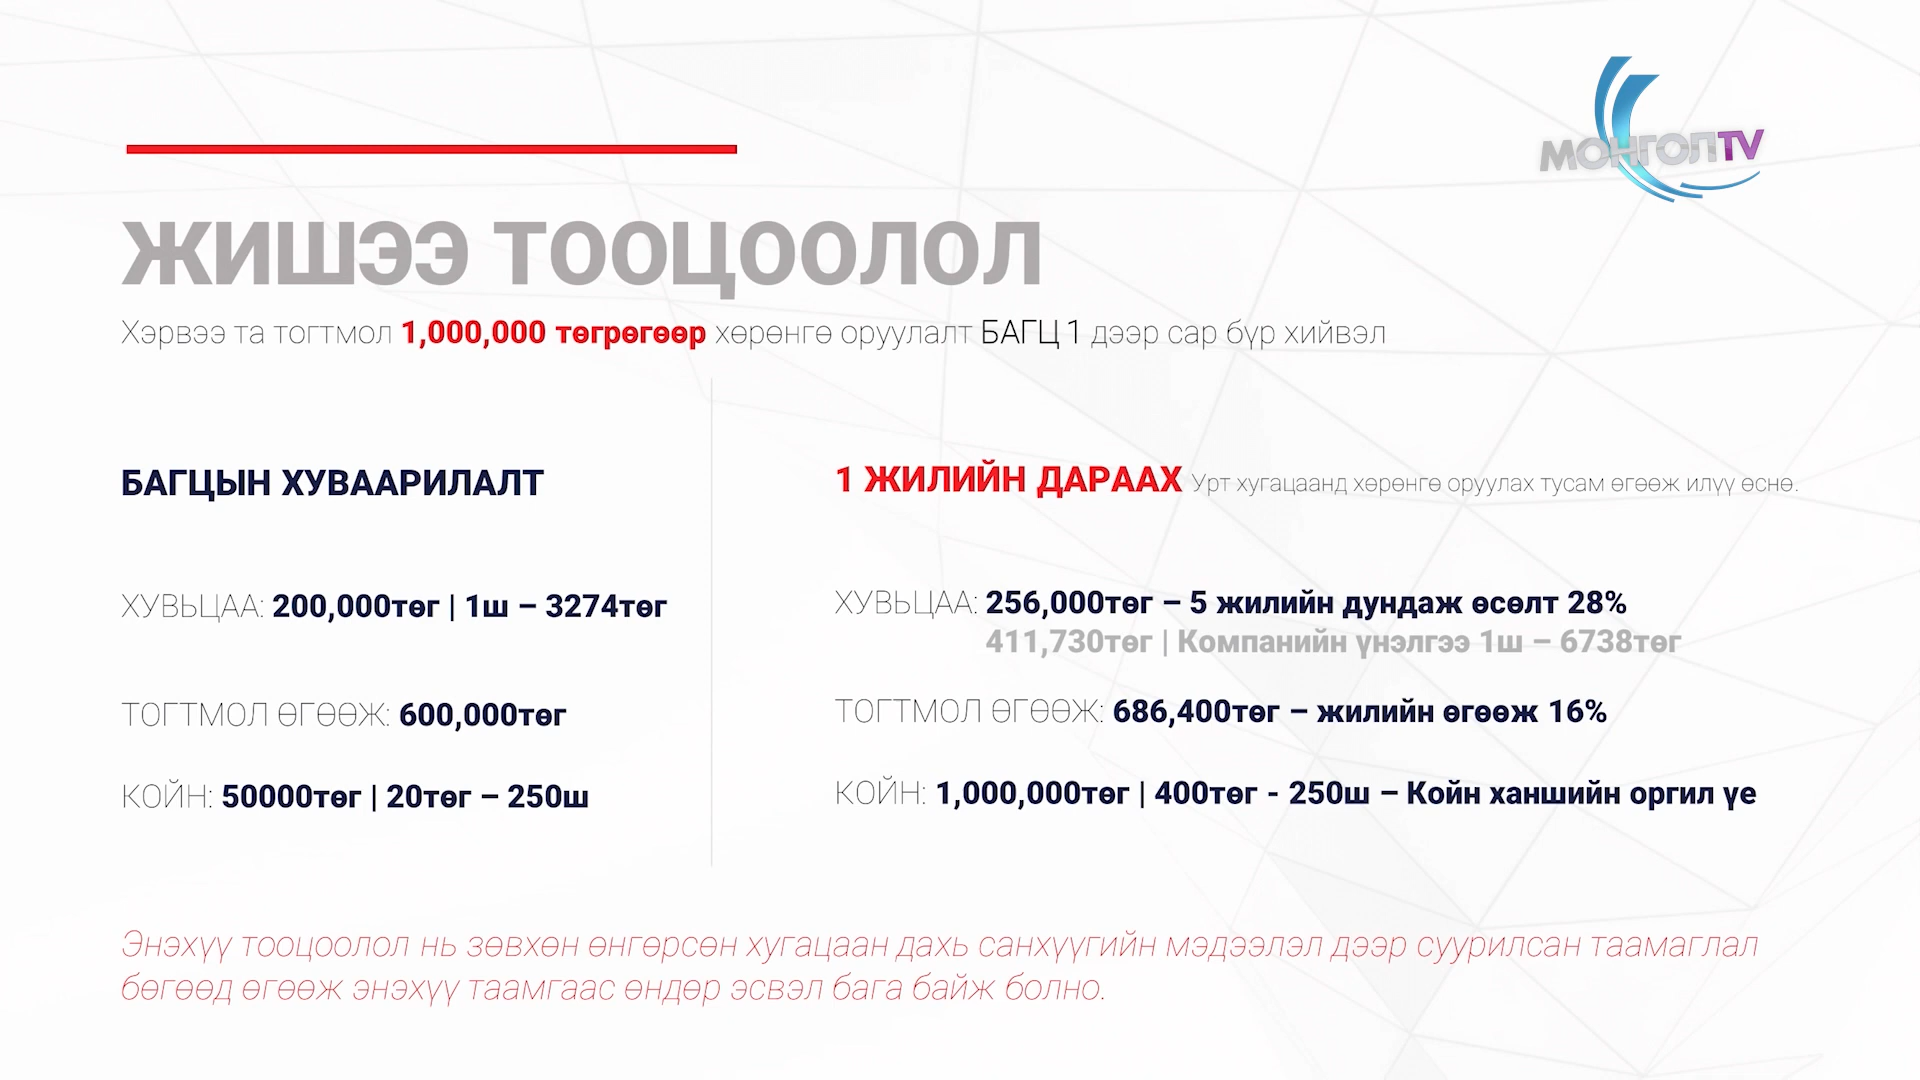 МОНГОЛTV
ЖИШЭЭ ТООЦООЛОЛ
Хэрвээ та тогтмол 1,000,000 төгрөгөөр хөрөнгө оруулалт БАГЦ 1 дээр сар бүр хийвэл
БАГЦЫН ХУВААРИЛАЛТ
ХУВЬЦАА: 200,000төг | 1ш – 3274төг
ТОГТМОЛ ӨГӨӨЖ: 600,000төг
КОЙН: 50000төг | 20төг – 250ш
1 ЖИЛИЙН ДАРААХ Урт хугацаанд хөрөнгө оруулах тусам өгөөж илүү өснө.
ХУВЬЦАА: 256,000төг – 5 жилийн дундаж өсөлт 28%
411,730төг | Компанийн үнэлгээ 1ш – 6738төг
ТОГТМОЛ ӨГӨӨЖ: 686,400төг – жилийн өгөөж 16%
КОЙН: 1,000,000төг | 400төг - 250ш – Койн ханшийн оргил үе
Энэхүү тооцоолол нь зөвхөн өнгөрсөн хугацаан дахь санхүүгийн мэдээлэл дээр суурилсан таамаглал
бөгөөд өгөөж энэхүү таамгаас өндөр эсвэл бага байж болно.